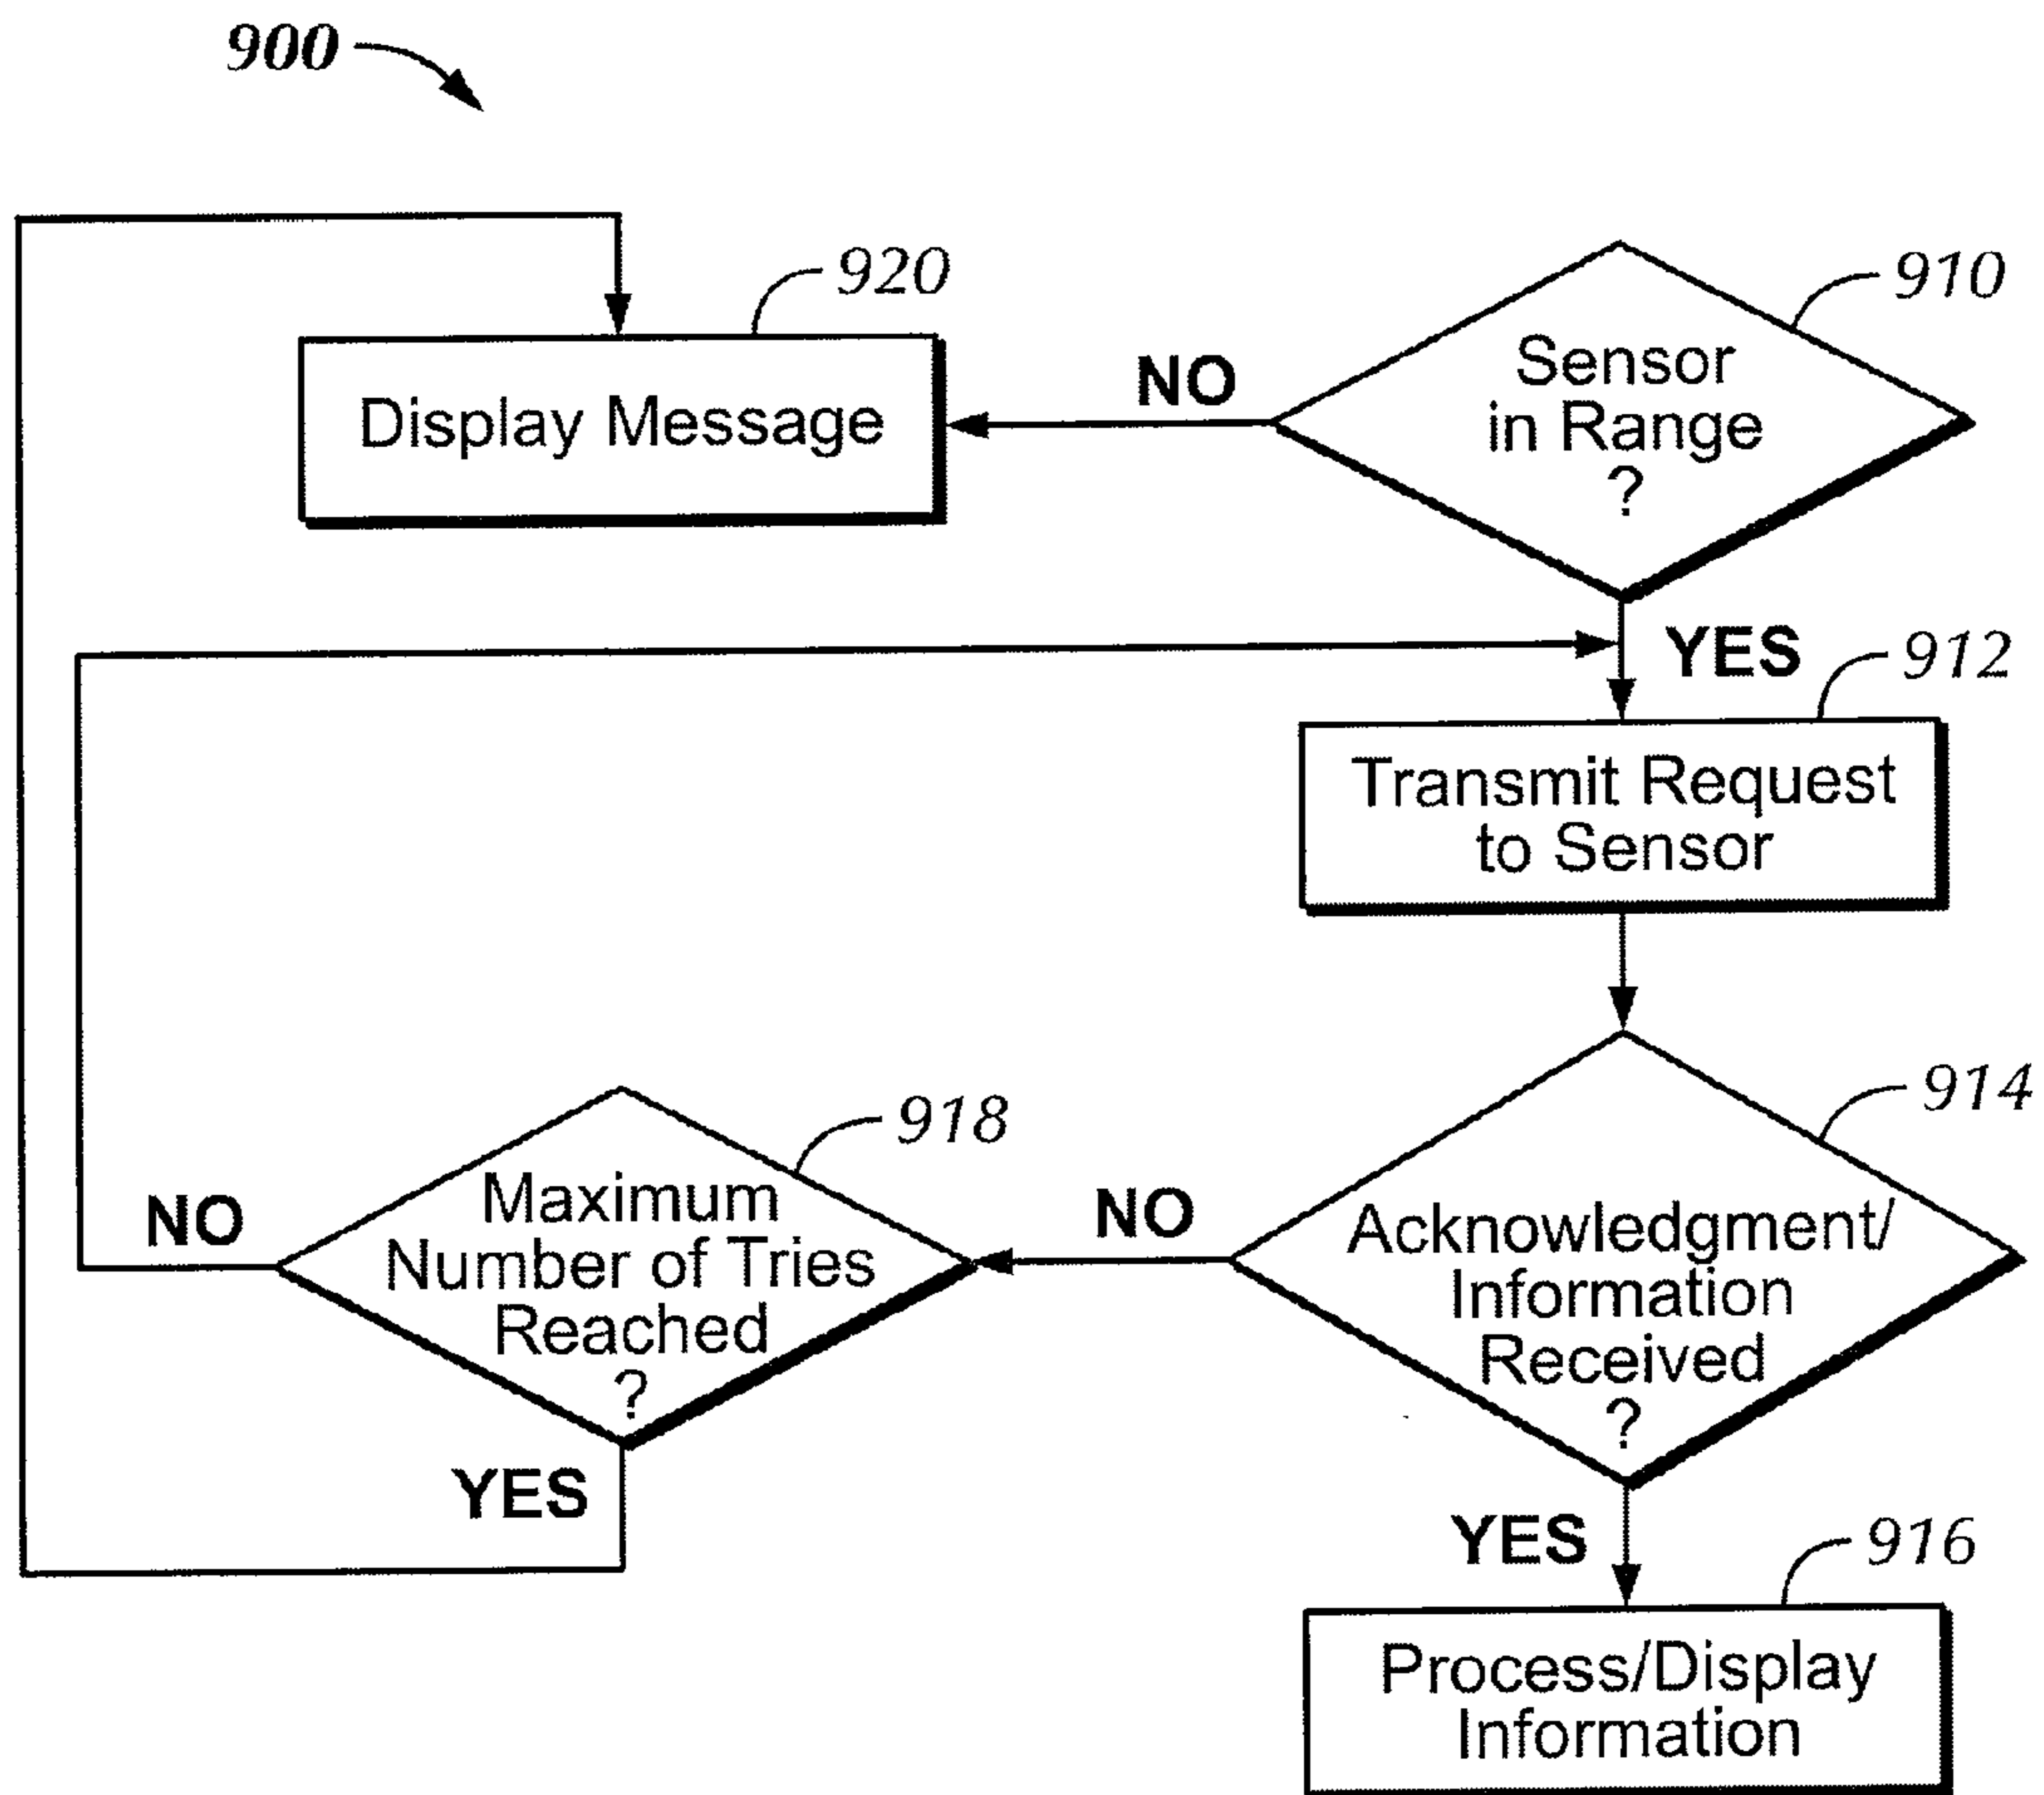 900
920
Display Message
NO
910
Sensor
in Range
?
YES
912
Transmit Request
to Sensor
914
Acknowledgment/
Information
Received
?
NO
918
Maximum
Number of Tries
Reached
?
NO
YES
YES
916
Process/Display
Information